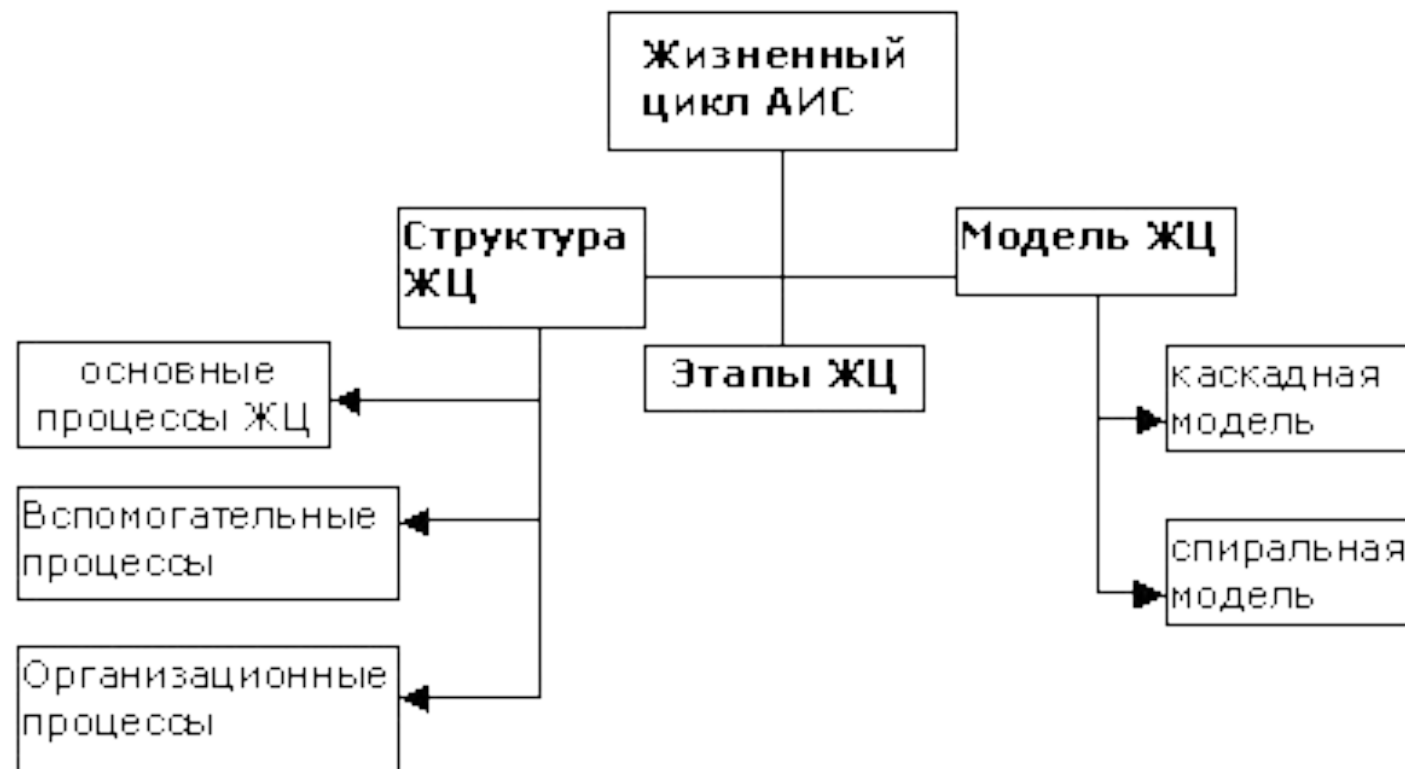 Жизненный
цикл АИС
Структура
ЖЦ
Модель ЖЦ
Этапы ЖЦ
основные
процессы ЖЦ
каскадная
модель
Вспомогательные
процессы
спиральная
модель
Организационные
процессы